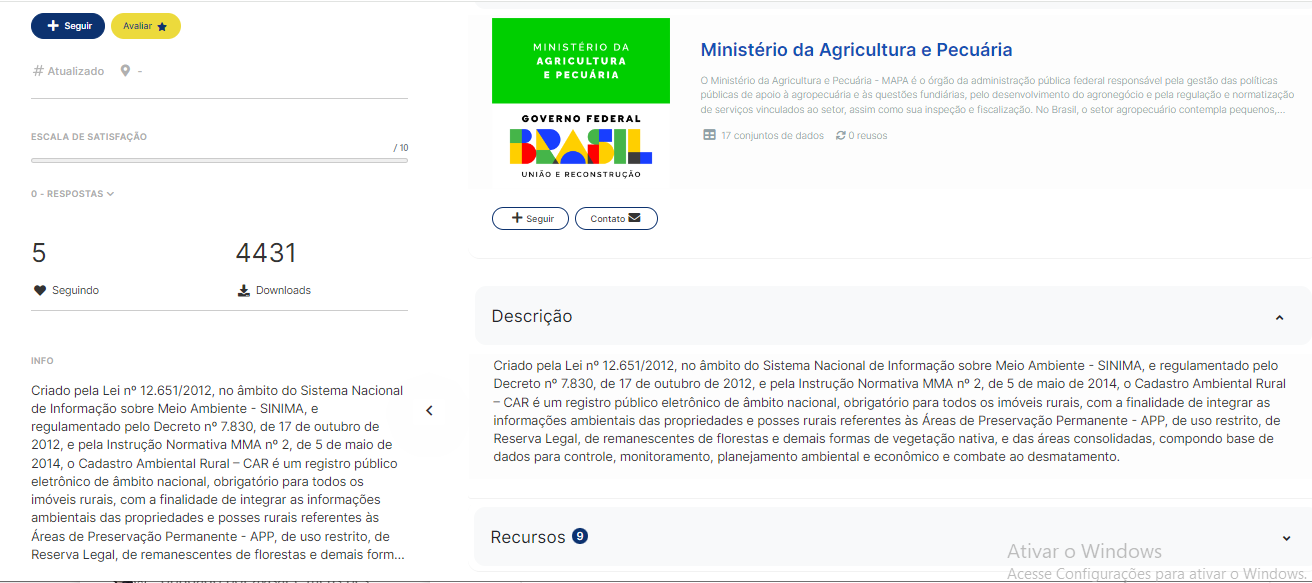 Seguir
Avaliar
# Atualizado -
ESCALA DE SATISFAÇÃO
/ 10
0 - RESPOSTAS
5
4431
Seguindo
Downloads
INFO
Criado pela Lei nº 12.651/2012, no âmbito do Sistema Nacional
de Informação sobre Meio Ambiente - SINIMA, e
regulamentado pelo Decreto nº 7.830, de 17 de outubro de
2012, e pela Instrução Normativa MMA nº 2, de 5 de maio de
2014, o Cadastro Ambiental Rural – CAR é um registro público
eletrônico de âmbito nacional, obrigatório para todos os
imóveis rurais, com a finalidade de integrar as informações
ambientais das propriedades e posses rurais referentes às
Áreas de Preservação Permanente - APP, de uso restrito, de
Reserva Legal, de remanescentes de florestas e demais form...
MINISTÉRIO DA
AGRICULTURA
E PECUÁRIA
GOVERNO FEDERAL
BRASIL
UNIÃO E RECONSTRUÇÃO
Ministério da Agricultura e Pecuária
O Ministério da Agricultura e Pecuária - MAPA é o órgão da administração pública federal responsável pela gestão das políticas
públicas de apoio à agropecuária e às questões fundiárias, pelo desenvolvimento do agronegócio e pela regulação e normatização
de serviços vinculados ao setor, assim como sua inspeção e fiscalização. No Brasil, o setor agropecuário contempla pequenos,...
17 conjuntos de dados
0 reusos
Seguir
Contato
Descrição
Criado pela Lei nº 12.651/2012, no âmbito do Sistema Nacional de Informação sobre Meio Ambiente - SINIMA, e regulamentado pelo
Decreto nº 7.830, de 17 de outubro de 2012, e pela Instrução Normativa MMA nº 2, de 5 de maio de 2014, o Cadastro Ambiental Rural
– CAR é um registro público eletrônico de âmbito nacional, obrigatório para todos os imóveis rurais, com a finalidade de integrar as
informações ambientais das propriedades e posses rurais referentes às Áreas de Preservação Permanente - APP, de uso restrito, de
Reserva Legal, de remanescentes de florestas e demais formas de vegetação nativa, e das áreas consolidadas, compondo base de
dados para controle, monitoramento, planejamento ambiental e econômico e combate ao desmatamento.
Recursos 9
Ativar o Windows
Acesse Configurações para ativar o Windows.